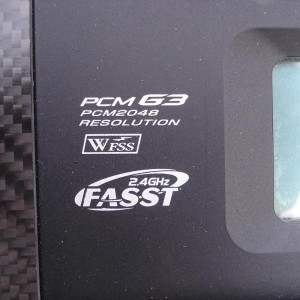 PCM G3
PCM2048
RESOLUTION
WFSS
2.4GHz
FASST